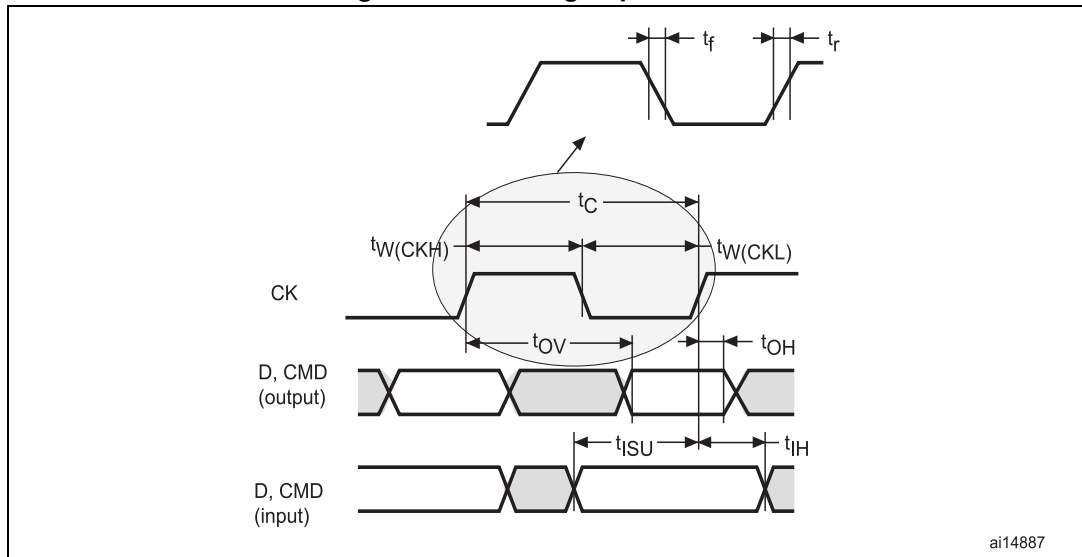 tf
tr
tC
tW(CKH)
tW(CKL)
CK
tOV
tOH
D, CMD
(output)
tISU
tIH
D, CMD
(input)
ai14887